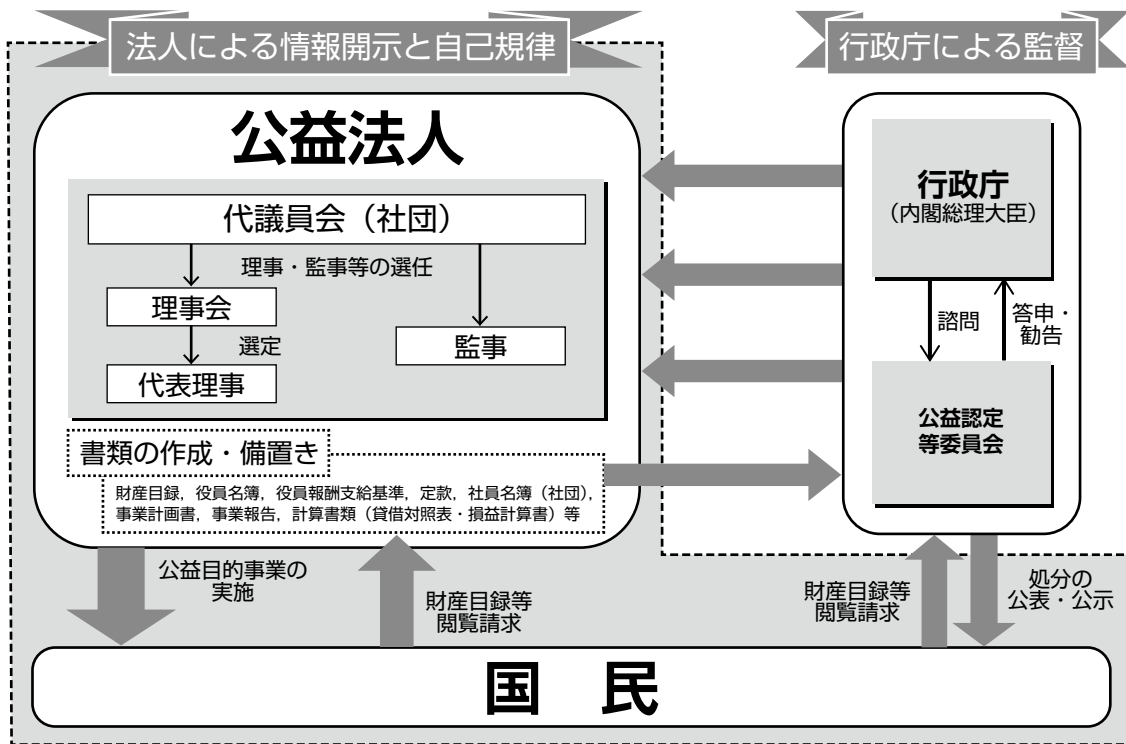 法人による情報開示と自己規律
行政庁による監督
公益法人
代議員会（社団）
理事・監事等の選任
理事会
選定
代表理事
監事
書類の作成・備置き
財産目録，役員名簿，役員報酬支給基準，定款，社員名簿（社団），
事業計画書，事業報告，計算書類（貸借対照表・損益計算書）等
行政庁
（内閣総理大臣）
諮問
答申・
勧告
公益認定
等委員会
公益目的事業の
実施
財産目録等
閲覧請求
財産目録等
閲覧請求
処分の
公表・公示
国　民